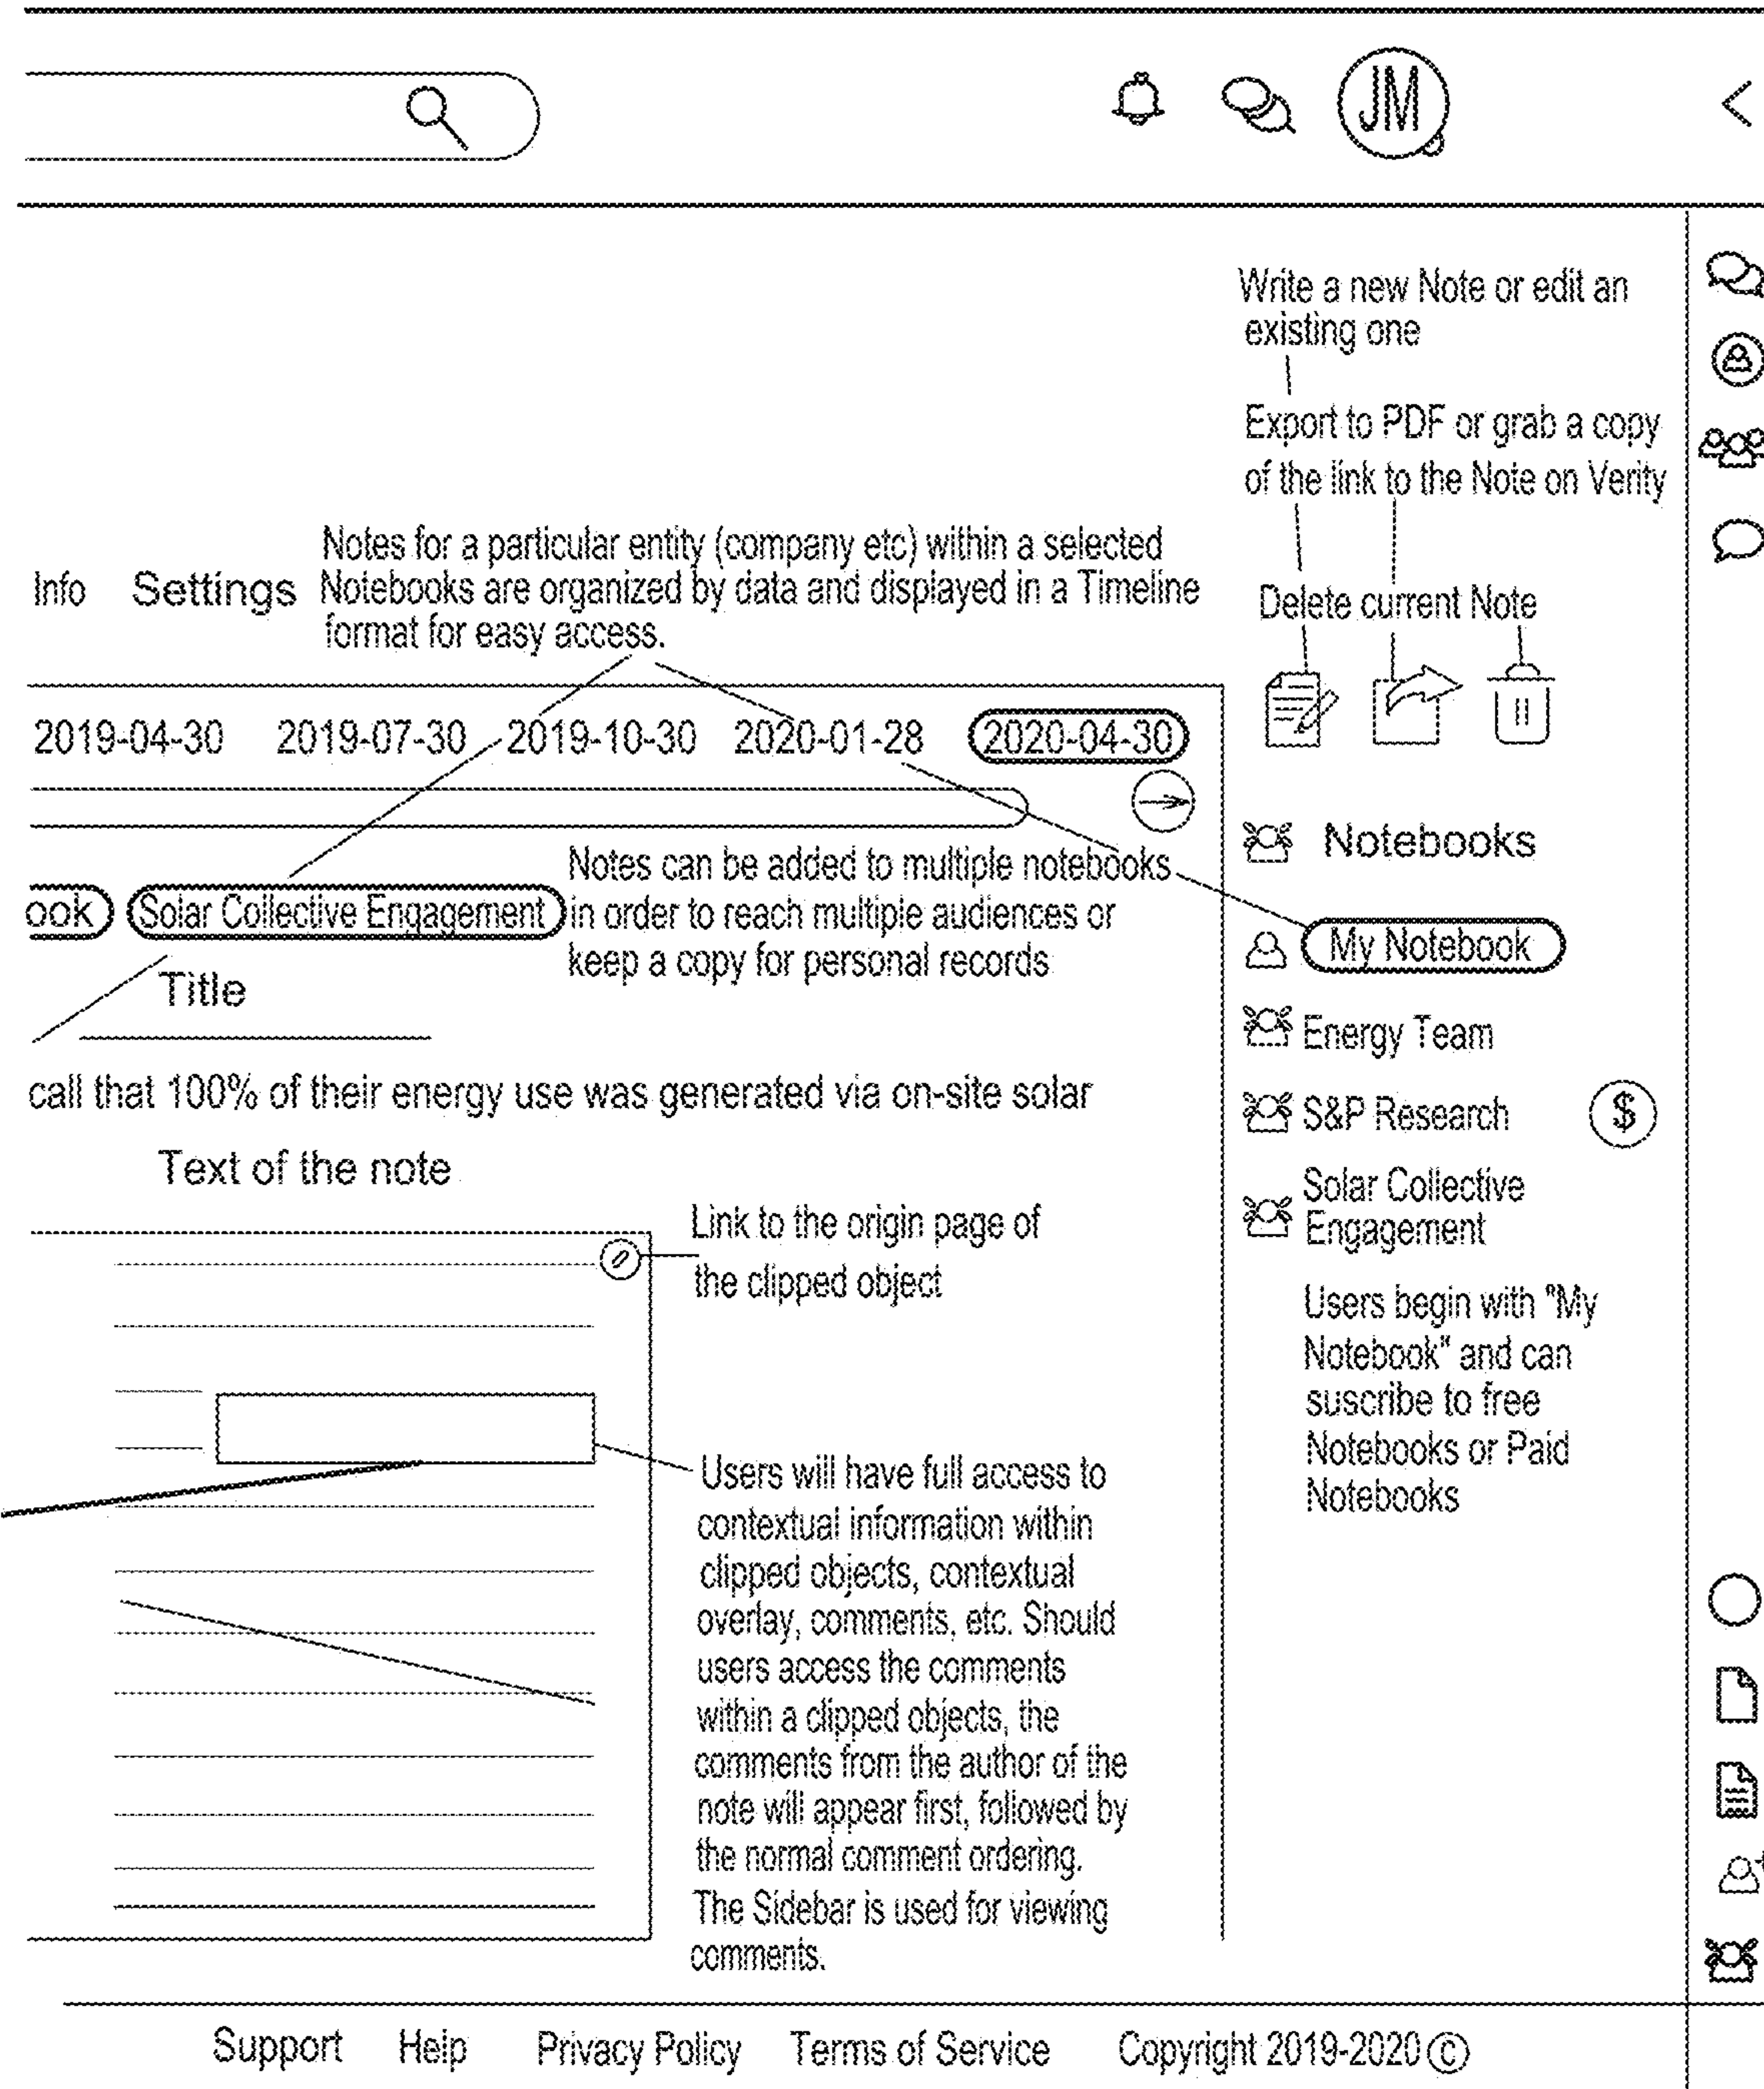 JM
Write a new Note or edit an
existing one
Export to PDF or grab a copy
of the link to the Note on Verity
Notes for a particular entity (company etc) within a selected
Info Settings Notebooks are organized by data and displayed in a Timeline
format for easy access.
Delete current Note
2019-04-30 2019-07-30 2019-10-30 2020-01-28 2020-04-30
Notebooks
Notes can be added to multiple notebooks
ook Solar Collective Engagement in order to reach multiple audiences or
keep a copy for personal records
My Notebook
Title
Energy Team
call that 100% of their energy use was generated via on-site solar
S&P Research $
Text of the note
Solar Collective
Engagement
Link to the origin page of
the clipped object
Users begin with "My
Notebook" and can
suscribe to free
Notebooks or Paid
Notebooks
Users will have full access to
contextual information within
clipped objects, contextual
overlay, comments, etc. Should
users access the comments
within a clipped objects, the
comments from the author of the
note will appear first, followed by
the normal comment ordering.
The Sidebar is used for viewing
comments.
Support Help Privacy Policy Terms of Service Copyright 2019-2020 ©